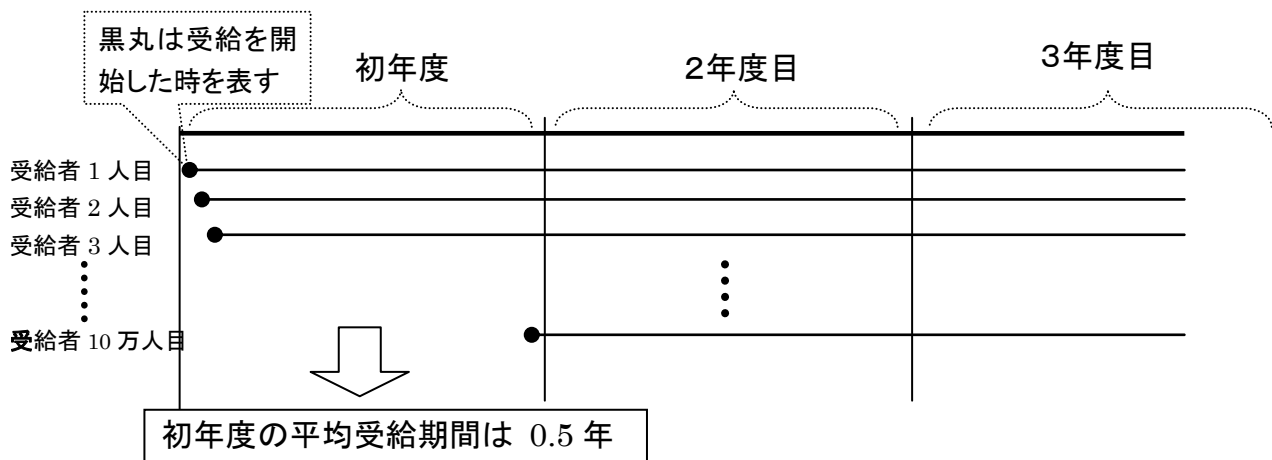 黒丸は受給を開
始した時を表す
初年度
2年度目
3年度目
受給者 1 人目
受給者 2 人目
受給者 3 人目
受給者 10 万人目
初年度の平均受給期間は 0.5 年